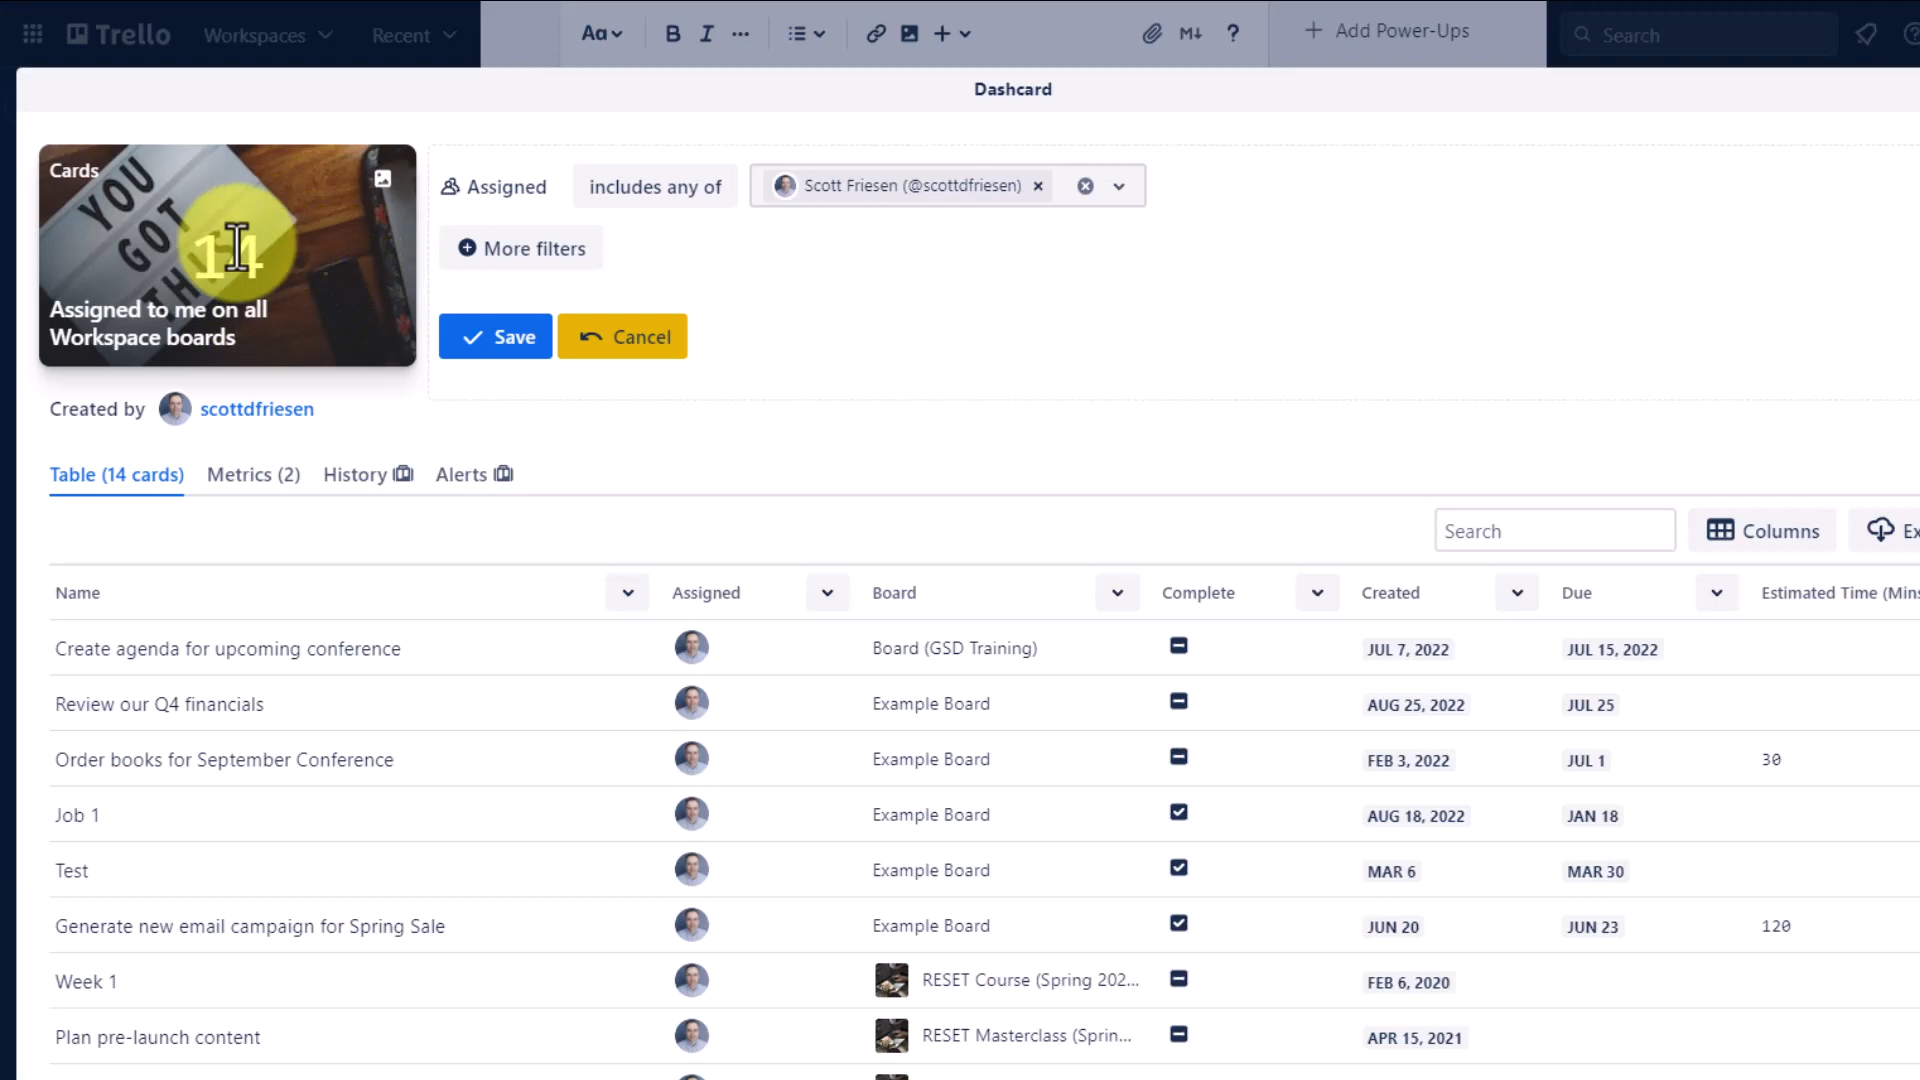 Trello Workspaces Recent Aa B I ... M ? + Add Power-Ups Search
Dashcard
Cards
YOU
GOT
THIS
14
Assigned to me on all
Workspace boards
Assigned includes any of Scott Friesen (@scottdfriesen) ×
More filters
Save Cancel
Created by scottdfriesen
Table (14 cards) Metrics (2) History Alerts
Search Columns Ex
Name Assigned Board Complete Created Due Estimated Time (Mins
Create agenda for upcoming conference Board (GSD Training) JUL 7, 2022 JUL 15, 2022
Review our Q4 financials Example Board AUG 25, 2022 JUL 25
Order books for September Conference Example Board FEB 3, 2022 JUL 1 30
Job 1 Example Board AUG 18, 2022 JAN 18
Test Example Board MAR 6 MAR 30
Generate new email campaign for Spring Sale Example Board JUN 20 JUN 23 120
Week 1 RESET Course (Spring 202... FEB 6, 2020
Plan pre-launch content RESET Masterclass (Sprin... APR 15, 2021